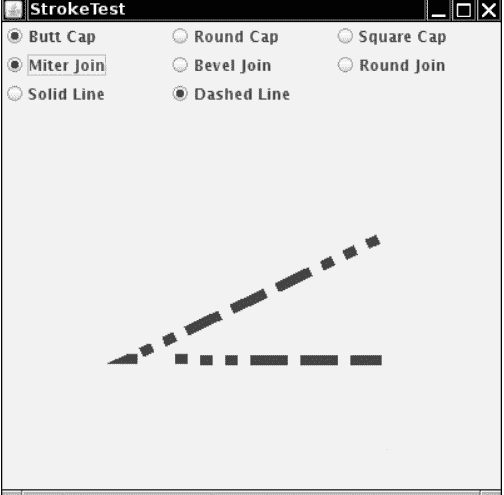 StrokeTest
Butt Cap Round Cap Square Cap
Miter Join Bevel Join Round Join
Solid Line Dashed Line